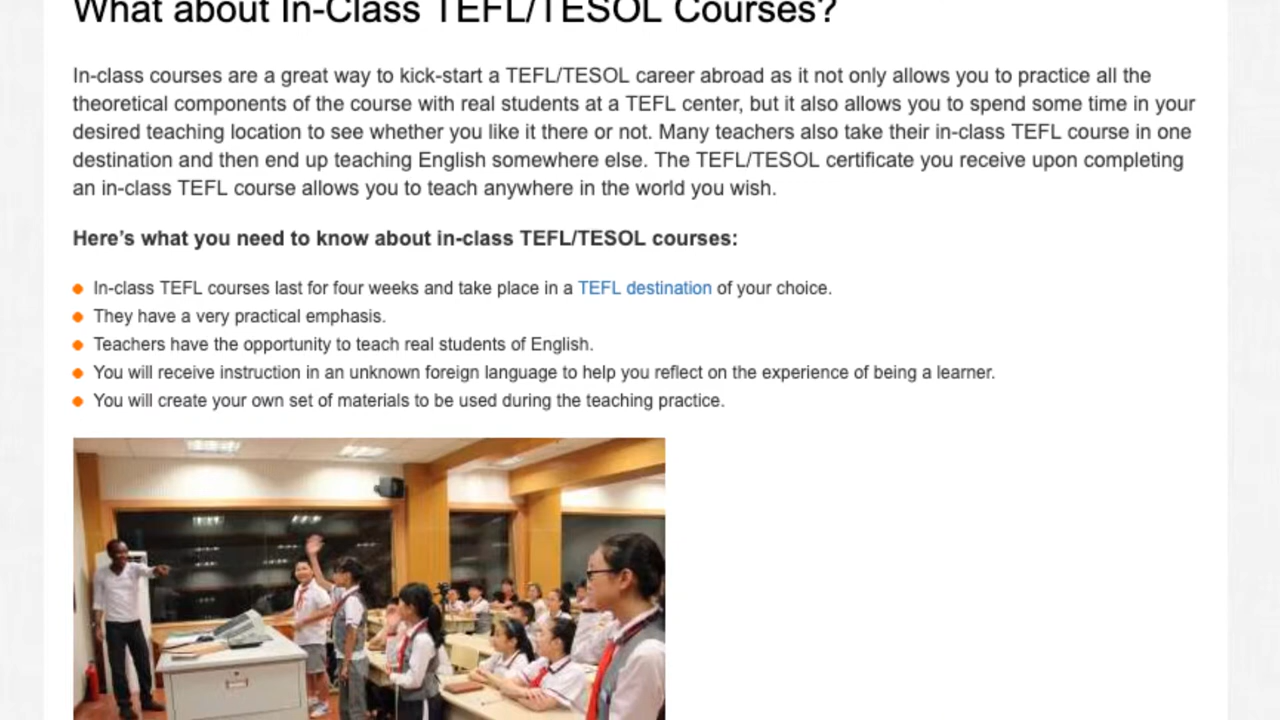 What about In-Class TEFL/TESOL Courses?
In-class courses are a great way to kick-start a TEFL/TESOL career abroad as it not only allows you to practice all the
theoretical components of the course with real students at a TEFL center, but it also allows you to spend some time in your
desired teaching location to see whether you like it there or not. Many teachers also take their in-class TEFL course in one
destination and then end up teaching English somewhere else. The TEFL/TESOL certificate you receive upon completing
an in-class TEFL course allows you to teach anywhere in the world you wish.
Here’s what you need to know about in-class TEFL/TESOL courses:
In-class TEFL courses last for four weeks and take place in a TEFL destination of your choice.
They have a very practical emphasis.
Teachers have the opportunity to teach real students of English.
You will receive instruction in an unknown foreign language to help you reflect on the experience of being a learner.
You will create your own set of materials to be used during the teaching practice.